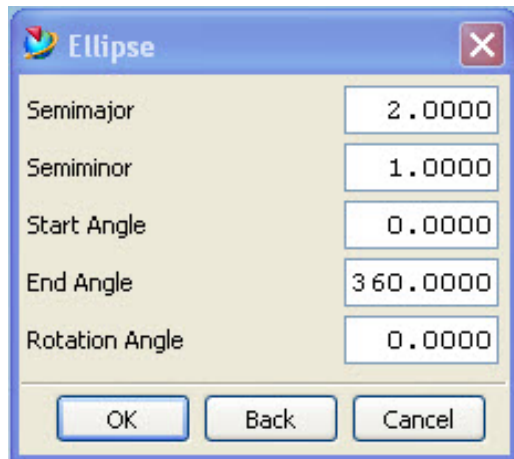 Ellipse
Semimajor 2.0000
Semiminor 1.0000
Start Angle 0.0000
End Angle 360.0000
Rotation Angle 0.0000
OK Back Cancel